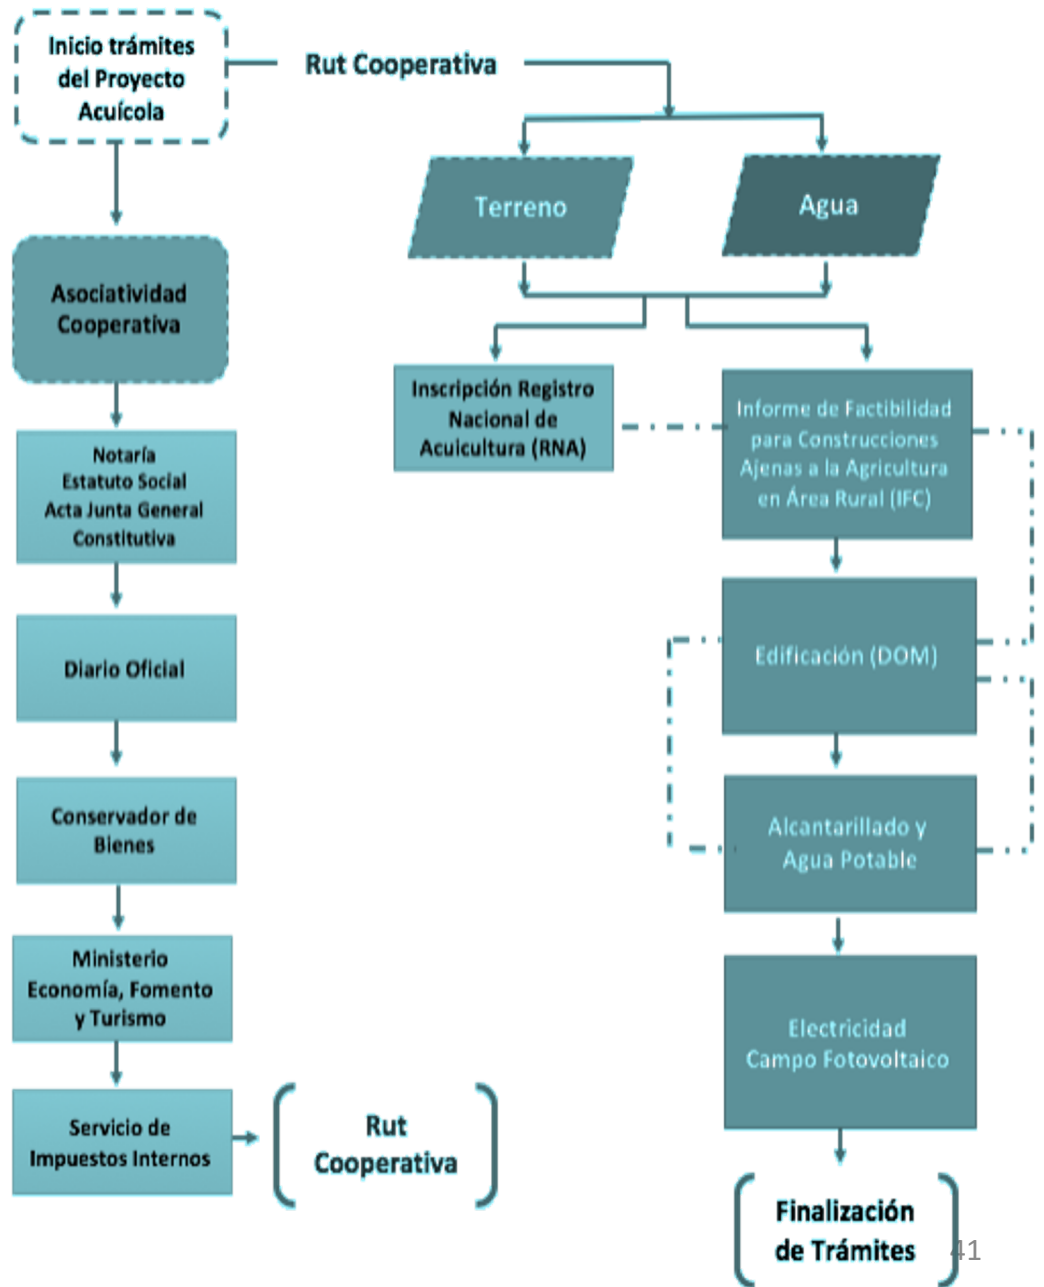 Inicio trámites
del Proyecto
Acuícola
Rut Cooperativa
Terreno
Agua
Asociatividad
Cooperativa
Inscripción Registro
Nacional de
Acuicultura (RNA)
Informe de Factibilidad
para Construcciones
Ajenas a la Agricultura
en Área Rural (IFC)
Notaría
Estatuto Social
Acta Junta General
Constitutiva
Diario Oficial
Edificación (DOM)
Conservador de
Bienes
Alcantarillado y
Agua Potable
Ministerio
Economía, Fomento
y Turismo
Electricidad
Campo Fotovoltaico
Servicio de
Impuestos Internos
Rut
Cooperativa
Finalización
de Trámites
41